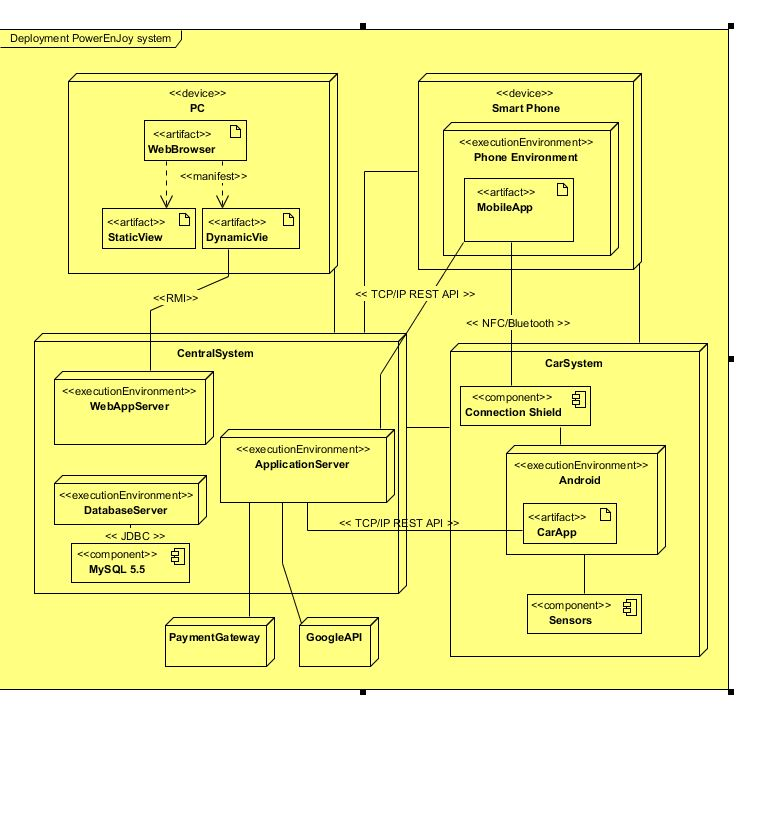 Deployment PowerEnJoy system
<<device>>
PC
<<artifact>>
WebBrowser
<<manifest>>
<<artifact>>
StaticView
<<artifact>>
DynamicVie
<<device>>
Smart Phone
<<executionEnvironment>>
Phone Environment
<<artifact>>
MobileApp
<<RMI>>
<< TCP/IP REST API >>
<< NFC/Bluetooth >>
CentralSystem
<<executionEnvironment>>
WebAppServer
<<executionEnvironment>>
ApplicationServer
<<executionEnvironment>>
DatabaseServer
<< JDBC >>
<<component>>
MySQL 5.5
<< TCP/IP REST API >>
CarSystem
<<component>>
Connection Shield
<<executionEnvironment>>
Android
<<artifact>>
CarApp
<<component>>
Sensors
PaymentGateway
GoogleAPI